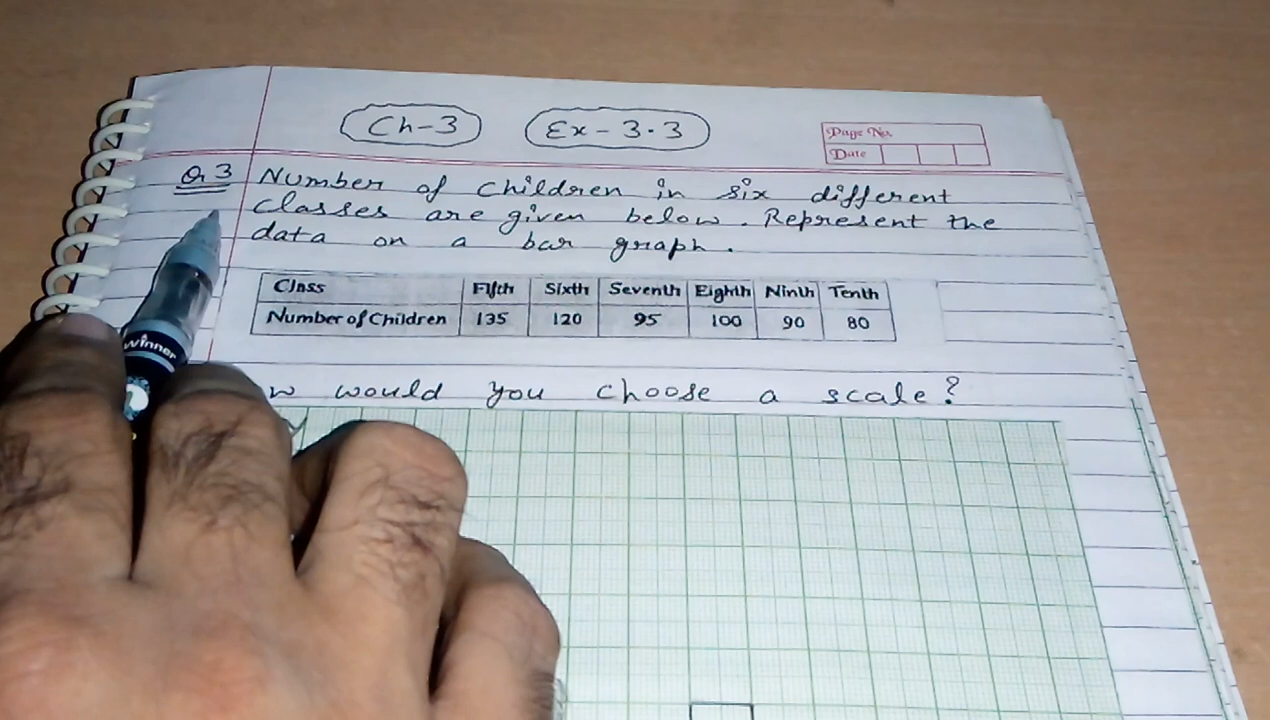 Ch-3 Ex-3.3
Page No.
Date
Q3 Number of children in six different
classes are given below. Represent the
data on a bar graph.
Class Fifth Sixth Seventh Eighth Ninth Tenth
Number of Children 135 120 95 100 90 80
would you choose a scale?
Winner